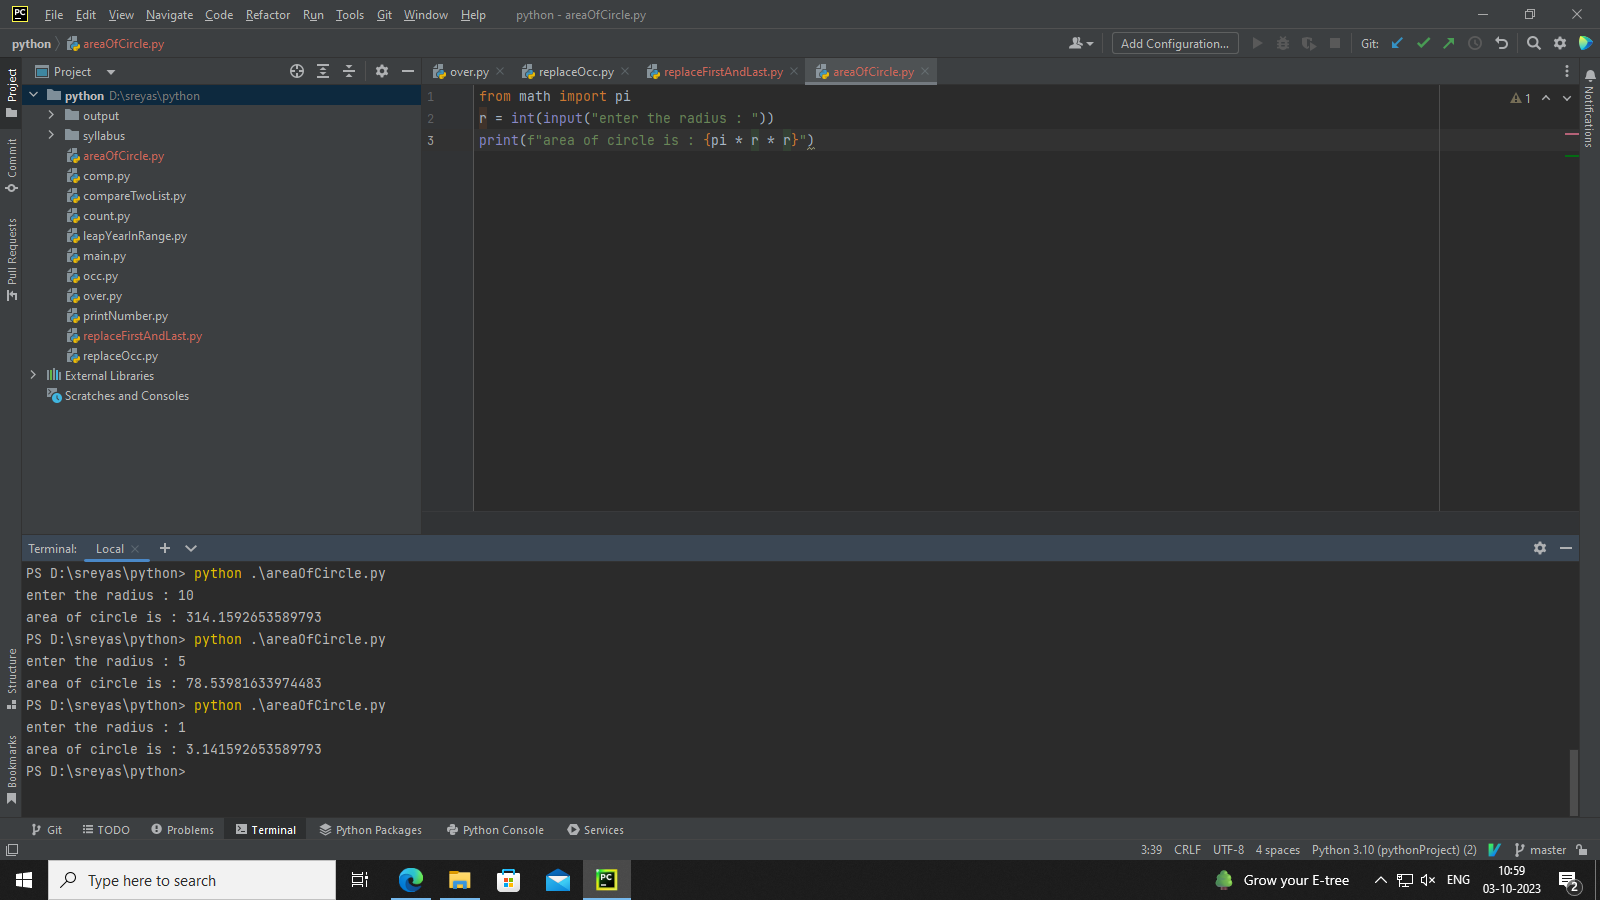 PC File Edit View Navigate Code Refactor Run Tools Git Window Help python - areaOfCircle.py
python areaOfCircle.py Add Configuration... Git:
Project
over.py replaceOcc.py replaceFirstAndLast.py areaOfCircle.py
python D:\sreyas\python
output
syllabus
areaOfCircle.py
comp.py
compareTwoList.py
count.py
leapYearInRange.py
main.py
occ.py
over.py
printNumber.py
replaceFirstAndLast.py
replaceOcc.py
External Libraries
Scratches and Consoles
1 from math import pi
2 r = int(input("enter the radius : "))
3 print(f"area of circle is : {pi * r * r}")
1
Project
Commit
Pull Requests
Structure
Bookmarks
Notifications
Terminal: Local
PS D:\sreyas\python> python .\areaOfCircle.py
enter the radius : 10
area of circle is : 314.1592653589793
PS D:\sreyas\python> python .\areaOfCircle.py
enter the radius : 5
area of circle is : 78.53981633974483
PS D:\sreyas\python> python .\areaOfCircle.py
enter the radius : 1
area of circle is : 3.141592653589793
PS D:\sreyas\python>
Git TODO Problems Terminal Python Packages Python Console Services
3:39 CRLF UTF-8 4 spaces Python 3.10 (pythonProject) (2) master
Type here to search PC Grow your E-tree ENG 10:59
03-10-2023 2